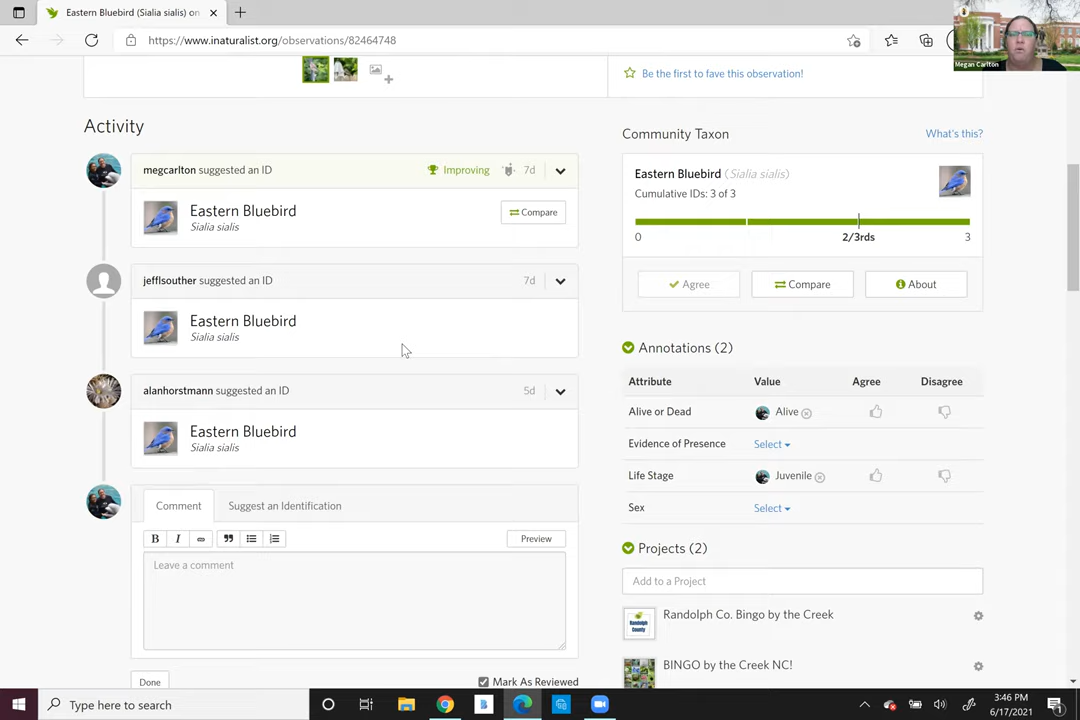 Eastern Bluebird (Sialia sialis) on
https://www.inaturalist.org/observations/82464748
Megan Carlton
Be the first to fave this observation!
Activity
megcarlton suggested an ID
Improving
7d
Eastern Bluebird
Sialia sialis
Compare
jefflsouther suggested an ID
7d
Eastern Bluebird
Sialia sialis
alanhorstmann suggested an ID
5d
Eastern Bluebird
Sialia sialis
Comment
Suggest an Identification
B
I
Preview
Leave a comment
Done
Mark As Reviewed
Community Taxon
What's this?
Eastern Bluebird (Sialia sialis)
Cumulative IDs: 3 of 3
0
2/3rds
3
Agree
Compare
About
Annotations (2)
Attribute Value Agree Disagree
Alive or Dead Alive
Evidence of Presence Select
Life Stage Juvenile
Sex Select
Projects (2)
Add to a Project
Randolph Co. Bingo by the Creek
BINGO by the Creek NC!
Type here to search
3:46 PM
6/17/2021